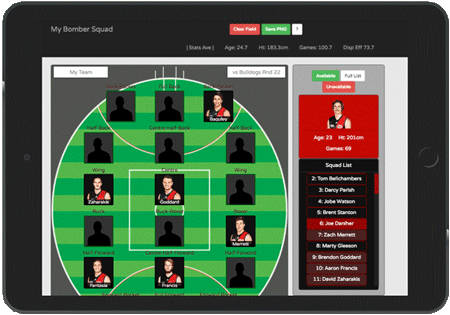 My Bomber Squad
Clear Field
Save PNG
?
| Stats Ave |
Age: 24.7
Ht: 183.3cm
Games: 100.7
Disp Eff 73.7
My Team
vs Bulldogs Rnd 22
Available
Full List
Unavailable
Baguley
Half-Back
Centre-Half-Back
Half-Back
Wing
Centre
Wing
Zaharakis
Goddard
Ruck
Ruck-Rover
Rover
Merrett
Half-Forward
Centre-Half-Forward
Half-Forward
Fantasia
Francis
Age: 23
Ht: 201cm
Games: 69
Squad List
2: Tom Bellchambers
3: Darcy Parish
4: Jobe Watson
5: Brent Stanton
6: Joe Daniher
7: Zach Merrett
8: Marty Gleeson
9: Brendon Goddard
10: Aaron Francis
11: David Zaharakis